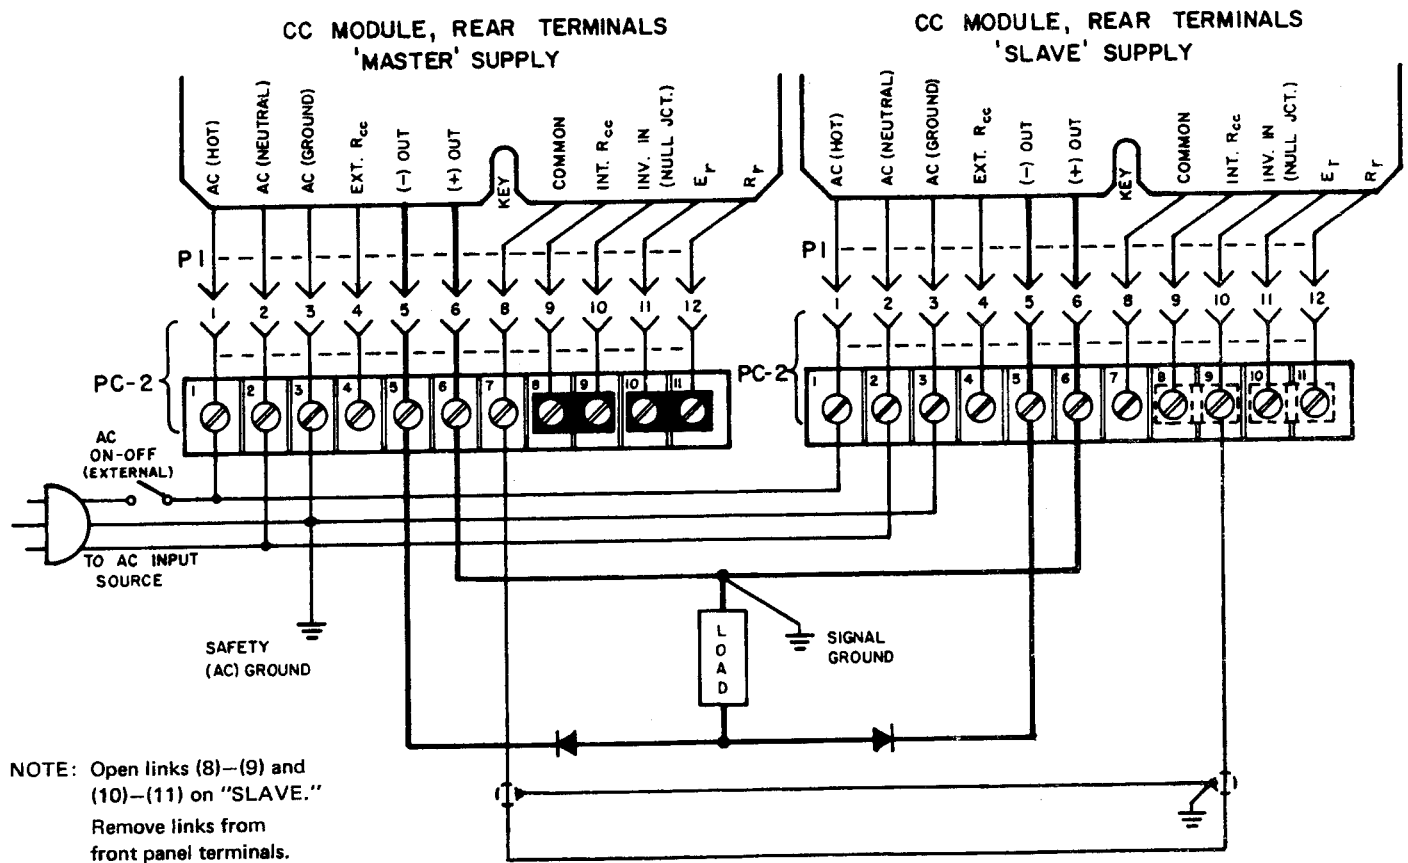 CC MODULE, REAR TERMINALS
'MASTER' SUPPLY
CC MODULE, REAR TERMINALS
'SLAVE' SUPPLY
AC (HOT)
AC (NEUTRAL)
AC (GROUND)
EXT. Rcc
(-) OUT
(+) OUT
KEY
COMMON
INT. Rcc
INV. IN
(NULL JCT.)
Er
Rr
AC (HOT)
AC (NEUTRAL)
AC (GROUND)
EXT. Rcc
(-) OUT
(+) OUT
KEY
COMMON
INT. Rcc
INV. IN
(NULL JCT.)
Er
Rr
P1
P1
1 2 3 4 5 6 8 9 10 11 12
1 2 3 4 5 6 8 9 10 11 12
PC-2
PC-2
1 2 3 4 5 6 7 8 9 10 11
1 2 3 4 5 6 7 8 9 10 11
AC
ON-OFF
(EXTERNAL)
TO AC INPUT
SOURCE
SAFETY
(AC) GROUND
LOAD
SIGNAL
GROUND
NOTE: Open links (8)–(9) and
(10)–(11) on "SLAVE."
Remove links from
front panel terminals.